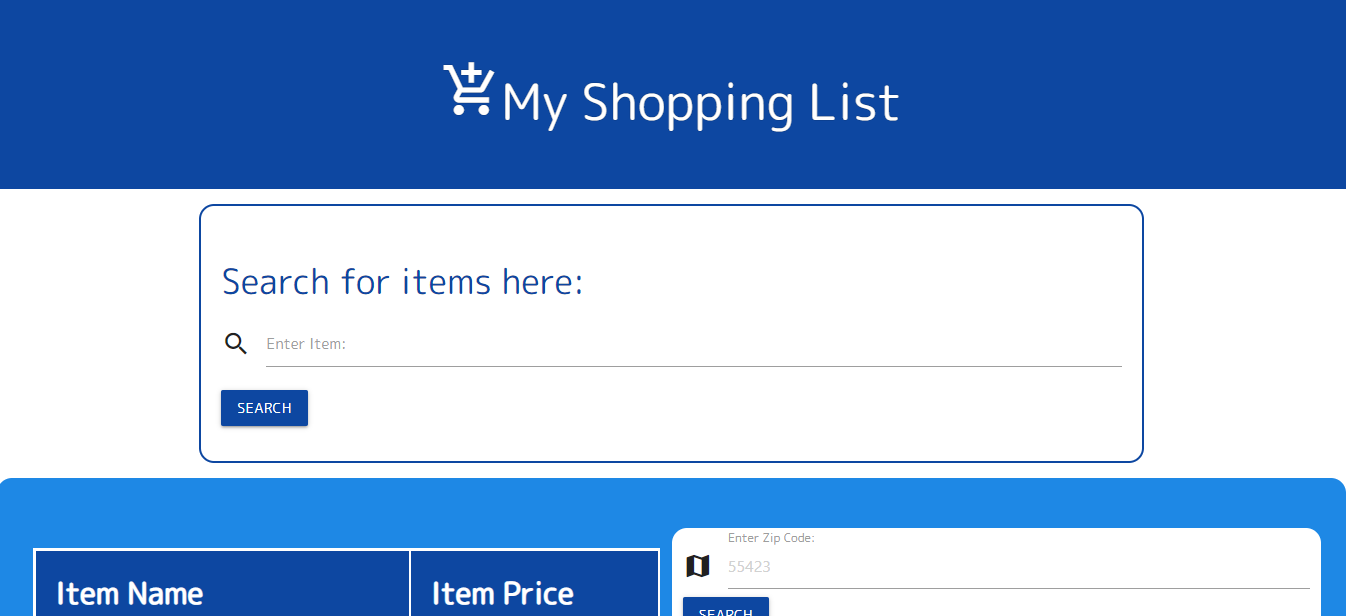 My Shopping List
Search for items here:
Enter Item:
SEARCH
Item Name
Item Price
Enter Zip Code:
55423
SEARCH